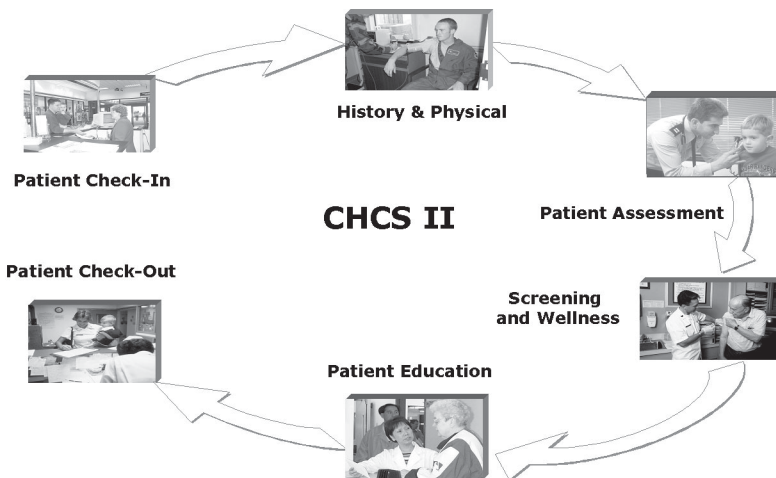 History & Physical
Patient Check-In
CHCS II
Patient Assessment
Patient Check-Out
Screening
and Wellness
Patient Education